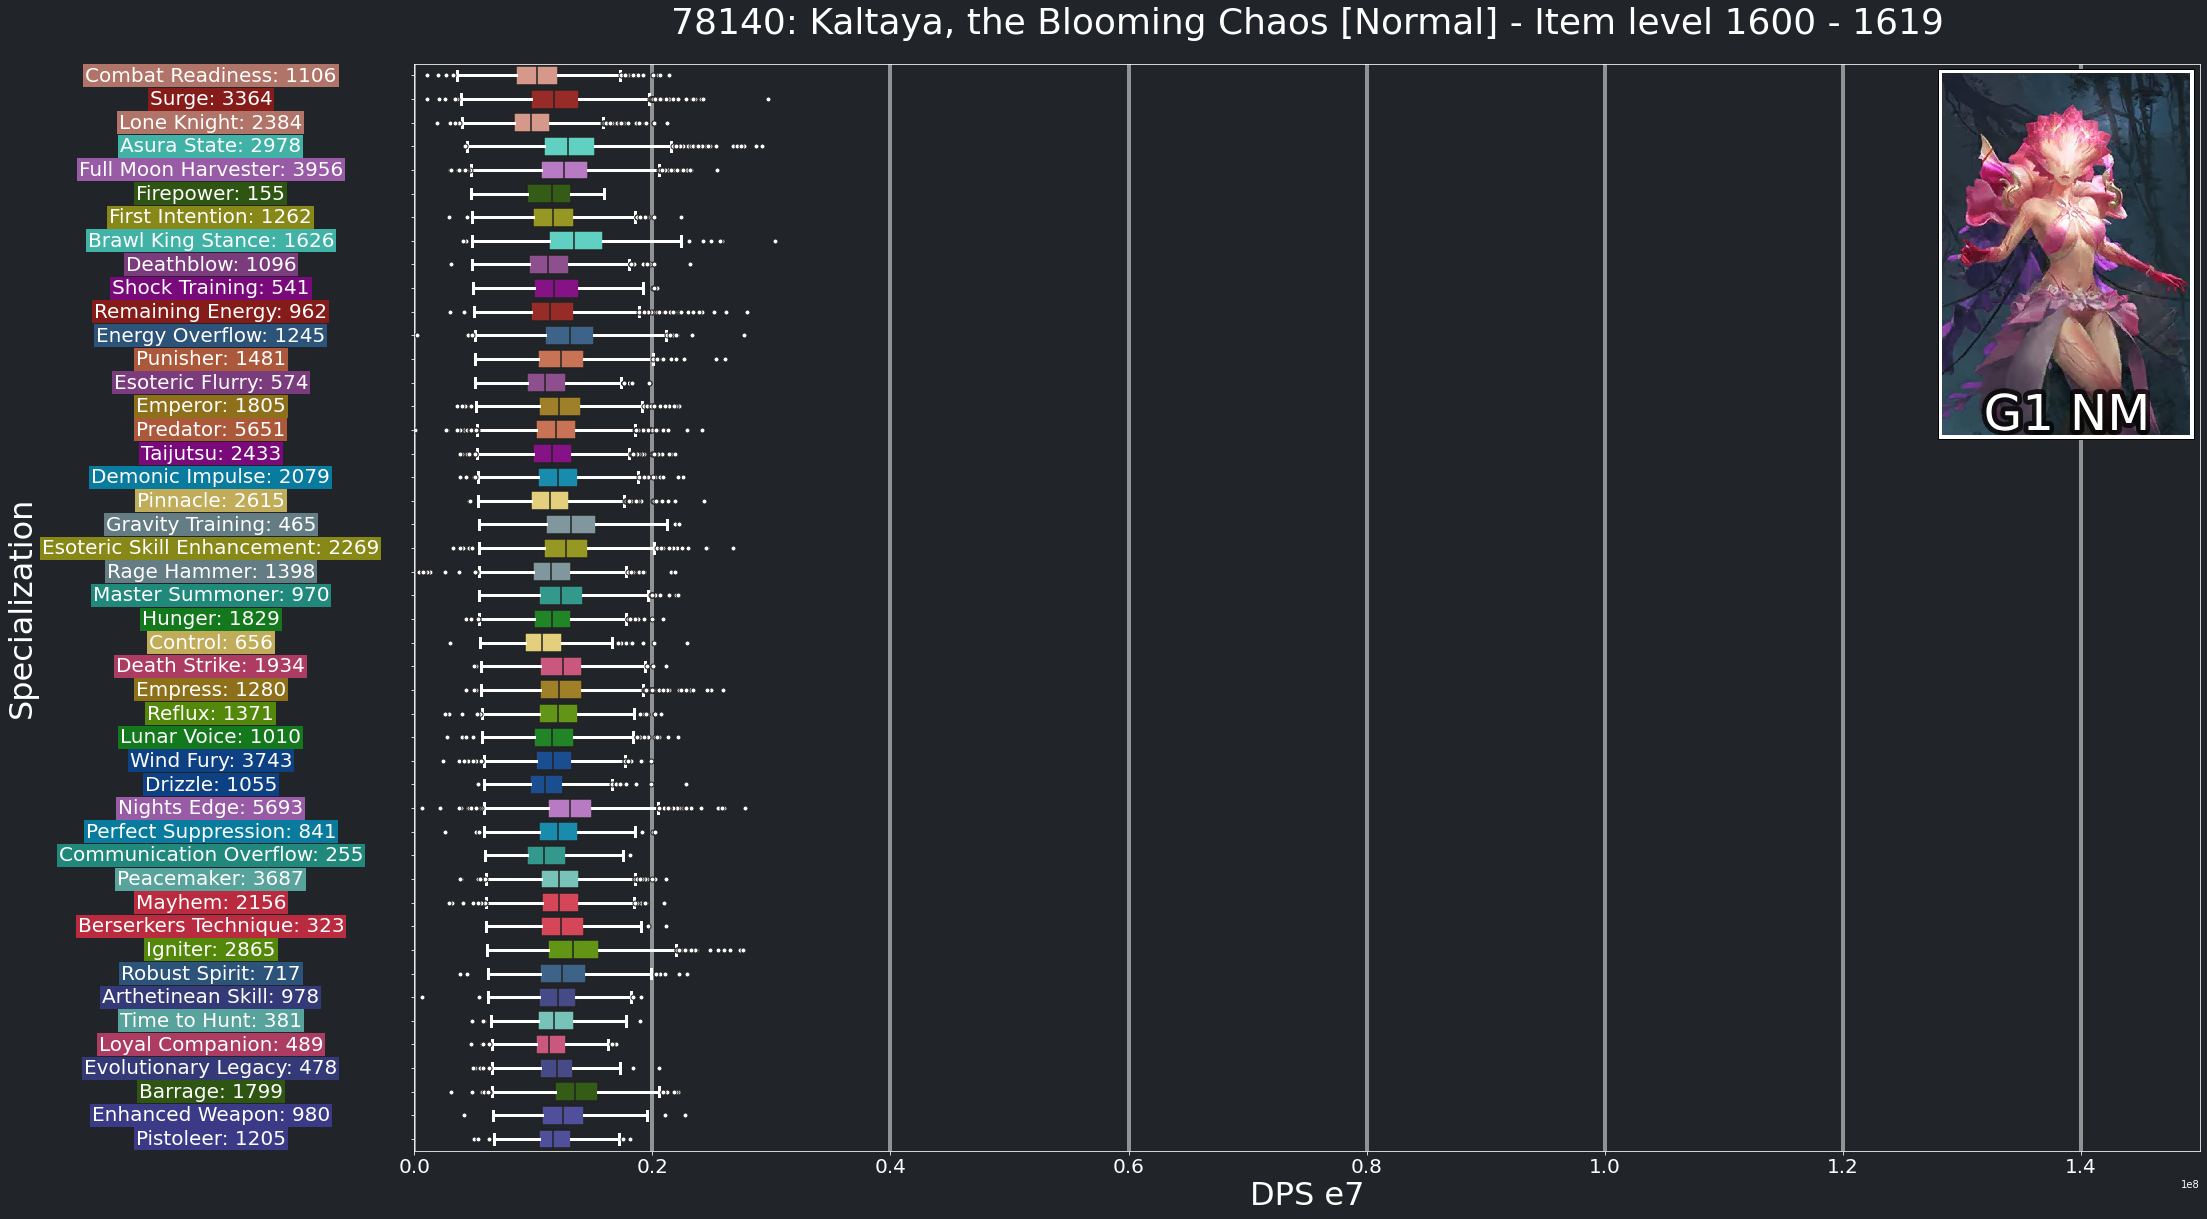 78140: Kaltaya, the Blooming Chaos [Normal] - Item level 1600 - 1619
Combat Readiness: 1106
Surge: 3364
Lone Knight: 2384
Asura State: 2978
Full Moon Harvester: 3956
Firepower: 155
First Intention: 1262
Brawl King Stance: 1626
Deathblow: 1096
Shock Training: 541
Remaining Energy: 962
Energy Overflow: 1245
Punisher: 1481
Esoteric Flurry: 574
Emperor: 1805
Predator: 5651
Taijutsu: 2433
Demonic Impulse: 2079
Pinnacle: 2615
Gravity Training: 465
Esoteric Skill Enhancement: 2269
Rage Hammer: 1398
Master Summoner: 970
Hunger: 1829
Control: 656
Death Strike: 1934
Empress: 1280
Reflux: 1371
Lunar Voice: 1010
Wind Fury: 3743
Drizzle: 1055
Nights Edge: 5693
Perfect Suppression: 841
Communication Overflow: 255
Peacemaker: 3687
Mayhem: 2156
Berserkers Technique: 323
Igniter: 2865
Robust Spirit: 717
Arthetinean Skill: 978
Time to Hunt: 381
Loyal Companion: 489
Evolutionary Legacy: 478
Barrage: 1799
Enhanced Weapon: 980
Pistoleer: 1205
Specialization
G1 NM
0.0 0.2 0.4 0.6 0.8 1.0 1.2 1.4
DPS e7
1e8